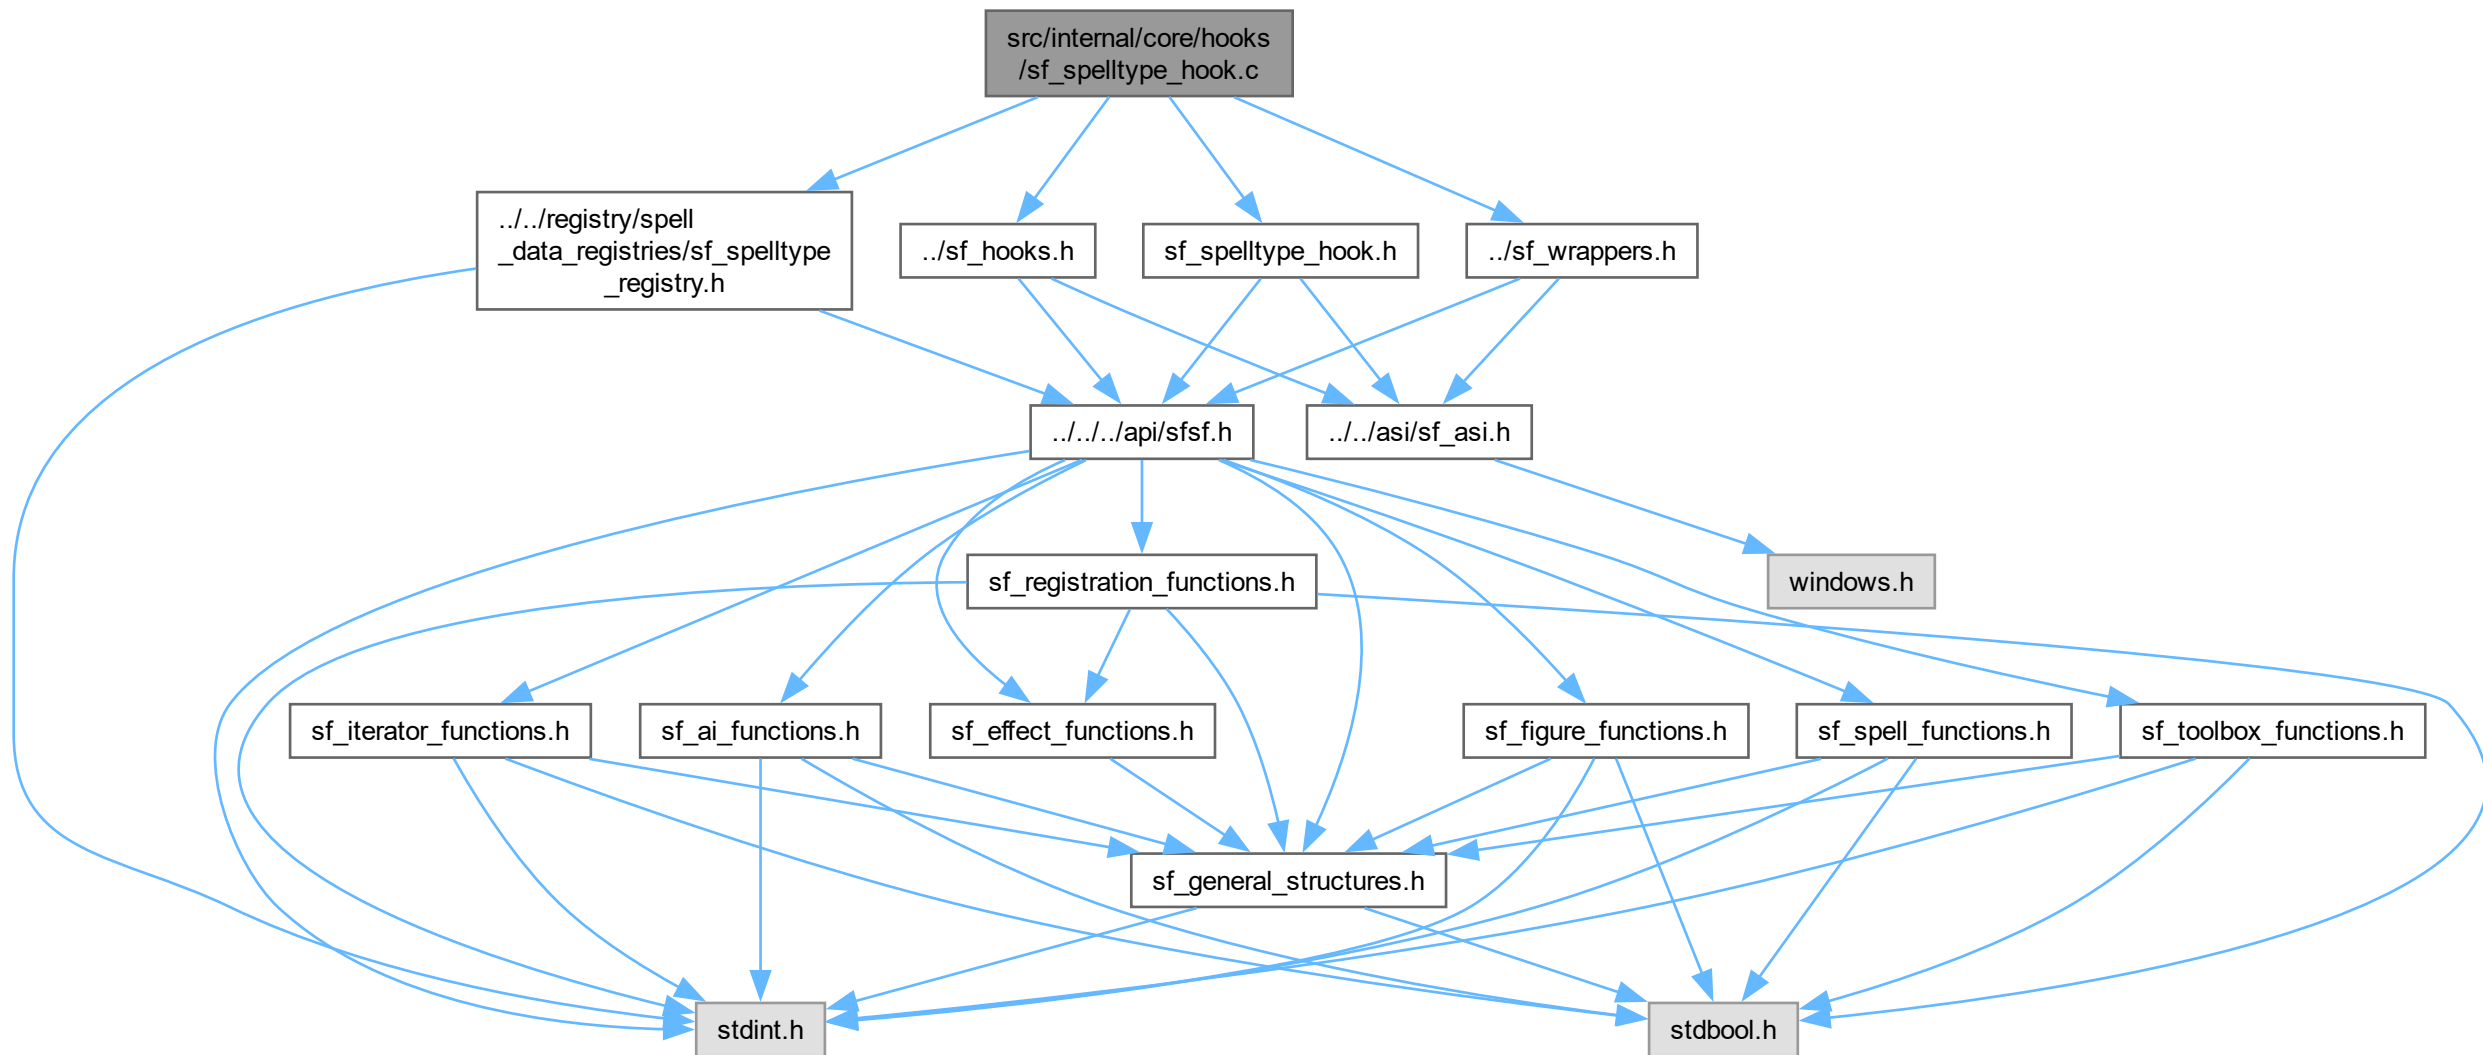 src/internal/core/hooks
/sf_spelltype_hook.c
../../registry/spell
_data_registries/sf_spelltype
_registry.h
../sf_hooks.h
sf_spelltype_hook.h
../sf_wrappers.h
../../../api/sfsf.h
../../asi/sf_asi.h
sf_registration_functions.h
windows.h
sf_iterator_functions.h
sf_ai_functions.h
sf_effect_functions.h
sf_figure_functions.h
sf_spell_functions.h
sf_toolbox_functions.h
sf_general_structures.h
stdint.h
stdbool.h